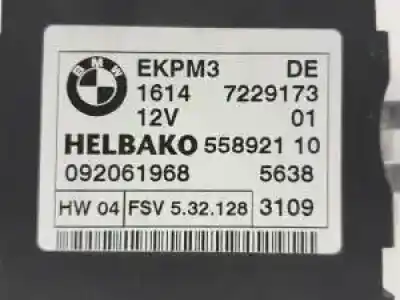 BMW
EKPM3 DE
1614 7229173
12V 01
HELBAKO 558921 10
092061968 5638
HW 04 FSV 5.32.128 3109